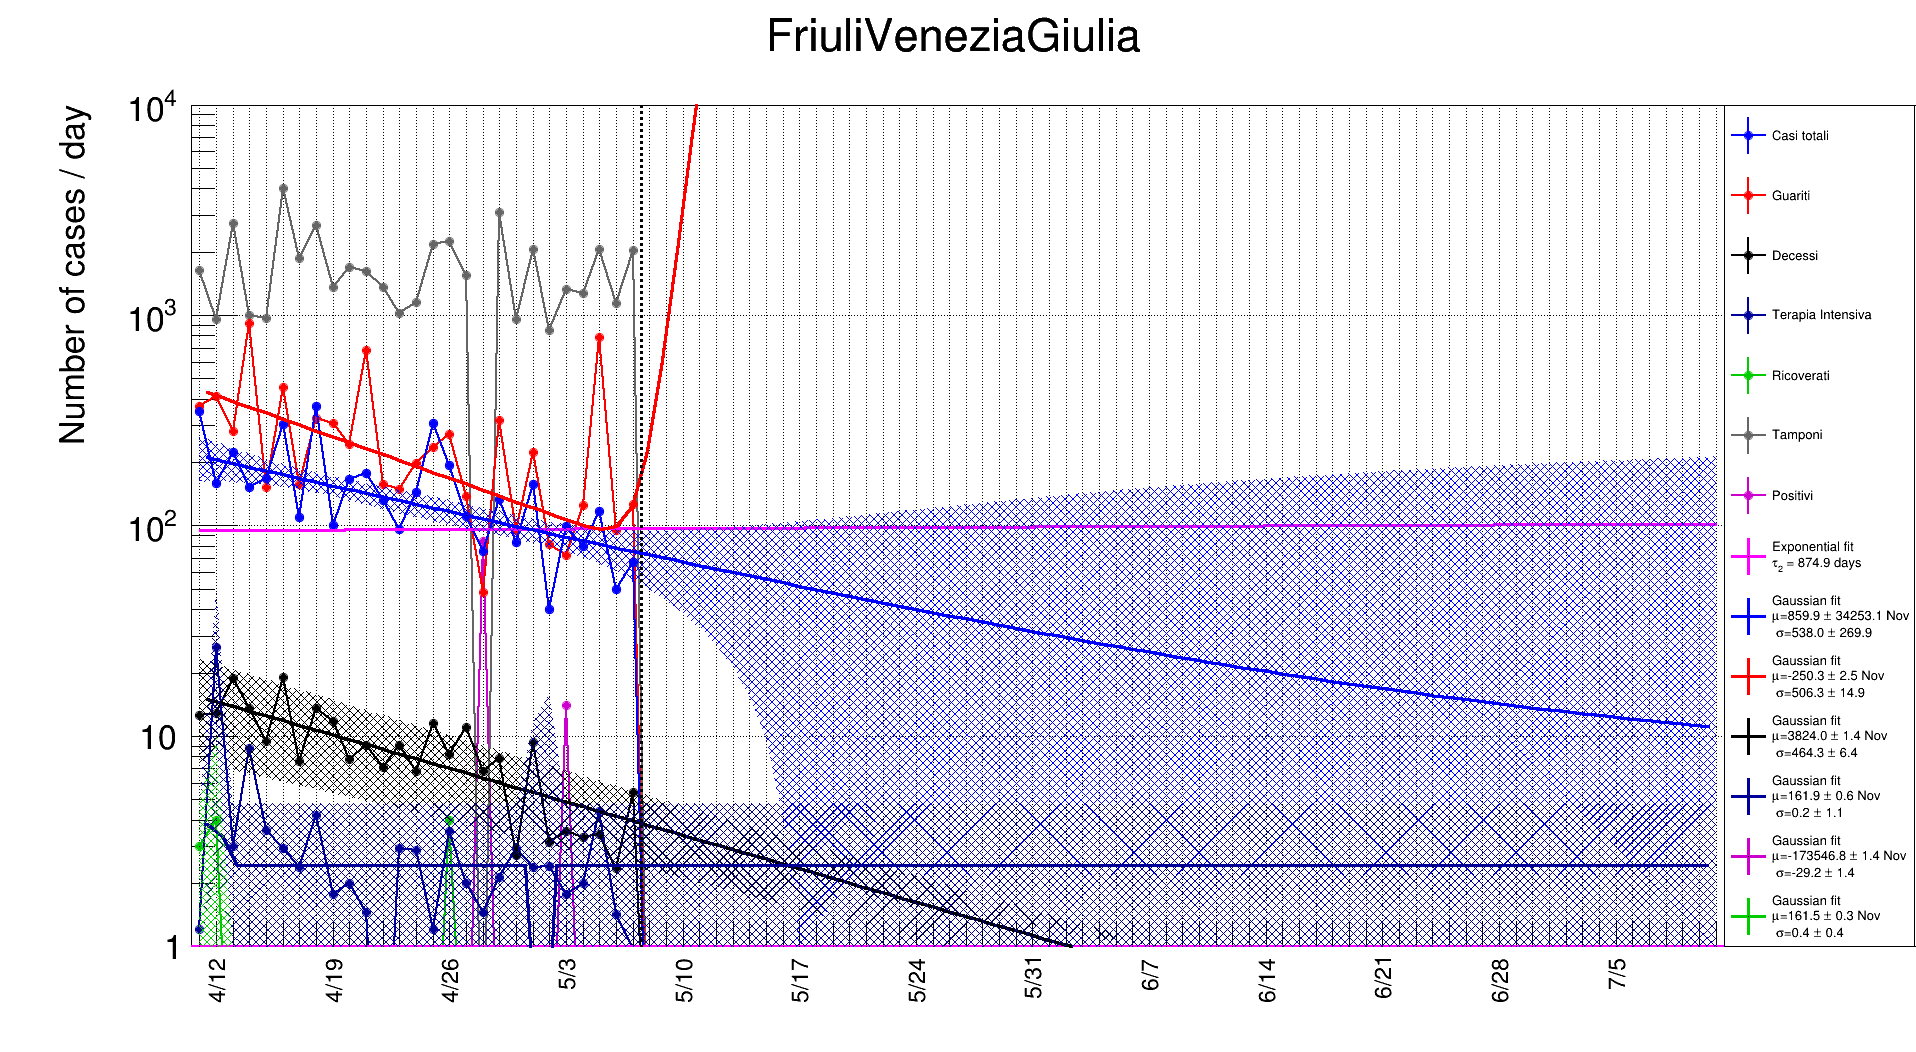 FriuliVeneziaGiulia
Number of cases / day
10^4
10^3
10^2
10
1
4/12
4/19
4/26
5/3
5/10
5/17
5/24
5/31
6/7
6/14
6/21
6/28
7/5
Casi totali
Guariti
Decessi
Terapia Intensiva
Ricoverati
Tamponi
Positivi
Exponential fit
τ2 = 874.9 days
Gaussian fit
μ=859.9 ± 34253.1 Nov
σ=538.0 ± 269.9
Gaussian fit
μ=-250.3 ± 2.5 Nov
σ=506.3 ± 14.9
Gaussian fit
μ=3824.0 ± 1.4 Nov
σ=464.3 ± 6.4
Gaussian fit
μ=161.9 ± 0.6 Nov
σ=0.2 ± 1.1
Gaussian fit
μ=-173546.8 ± 1.4 Nov
σ=-29.2 ± 1.4
Gaussian fit
μ=161.5 ± 0.3 Nov
σ=0.4 ± 0.4